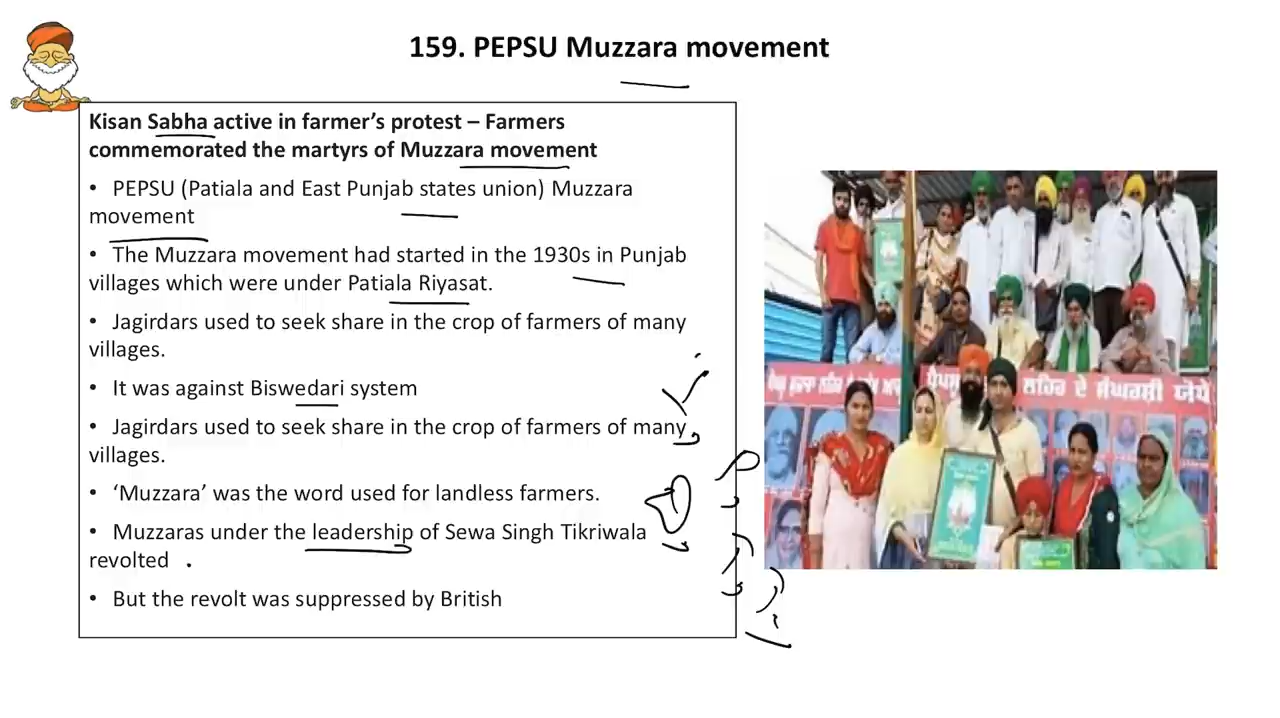 159. PEPSU Muzzara movement
Kisan Sabha active in farmer’s protest – Farmers
commemorated the martyrs of Muzzara movement
• PEPSU (Patiala and East Punjab states union) Muzzara
movement
• The Muzzara movement had started in the 1930s in Punjab
villages which were under Patiala Riyasat.
• Jagirdars used to seek share in the crop of farmers of many
villages.
• It was against Biswedari system
• Jagirdars used to seek share in the crop of farmers of many
villages.
• ‘Muzzara’ was the word used for landless farmers.
• Muzzaras under the leadership of Sewa Singh Tikriwala
revolted
• But the revolt was suppressed by British
ਲਹਿਰ ਦੇ ਸੰਘਰਸ਼ੀ ਯੋਧੇ